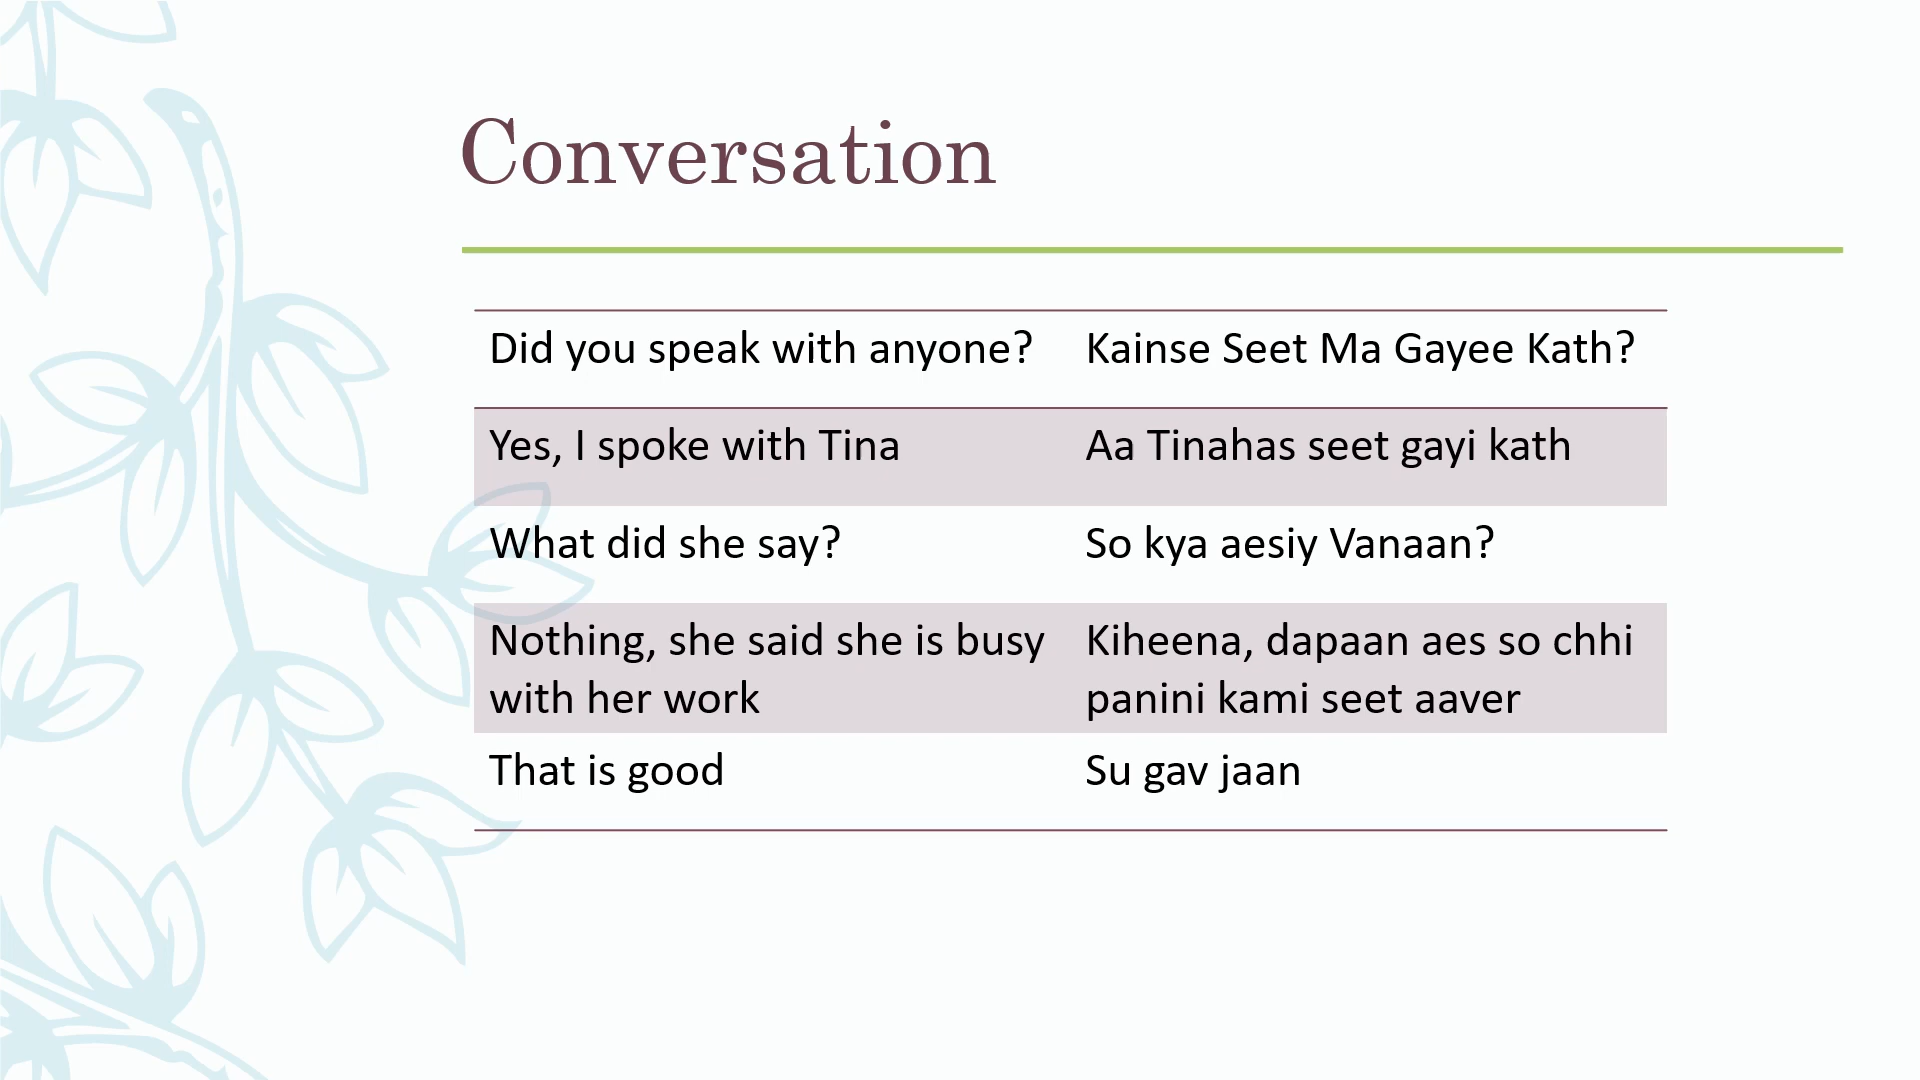 Conversation
Did you speak with anyone? Kainse Seet Ma Gayee Kath?
Yes, I spoke with Tina Aa Tinahas seet gayi kath
What did she say? So kya aesiy Vanaan?
Nothing, she said she is busy Kiheena, dapaan aes so chhi
with her work panini kami seet aaver
That is good Su gav jaan